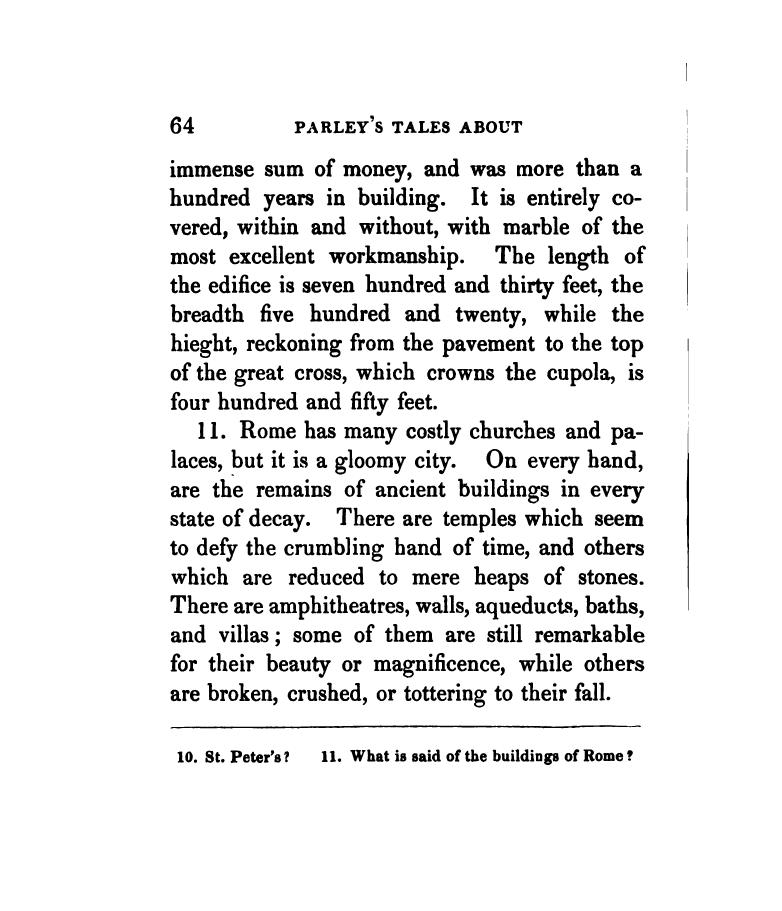 64 PARLEY'S TALES ABOUT
immense sum of money, and was more than a
hundred years in building. It is entirely co-
vered, within and without, with marble of the
most excellent workmanship. The length of
the edifice is seven hundred and thirty feet, the
breadth five hundred and twenty, while the
hieght, reckoning from the pavement to the top
of the great cross, which crowns the cupola, is
four hundred and fifty feet.
11. Rome has many costly churches and pa-
laces, but it is a gloomy city. On every hand,
are the remains of ancient buildings in every
state of decay. There are temples which seem
to defy the crumbling hand of time, and others
which are reduced to mere heaps of stones.
There are amphitheatres, walls, aqueducts, baths,
and villas; some of them are still remarkable
for their beauty or magnificence, while others
are broken, crushed, or tottering to their fall.
10. St. Peter's? 11. What is said of the buildings of Rome?